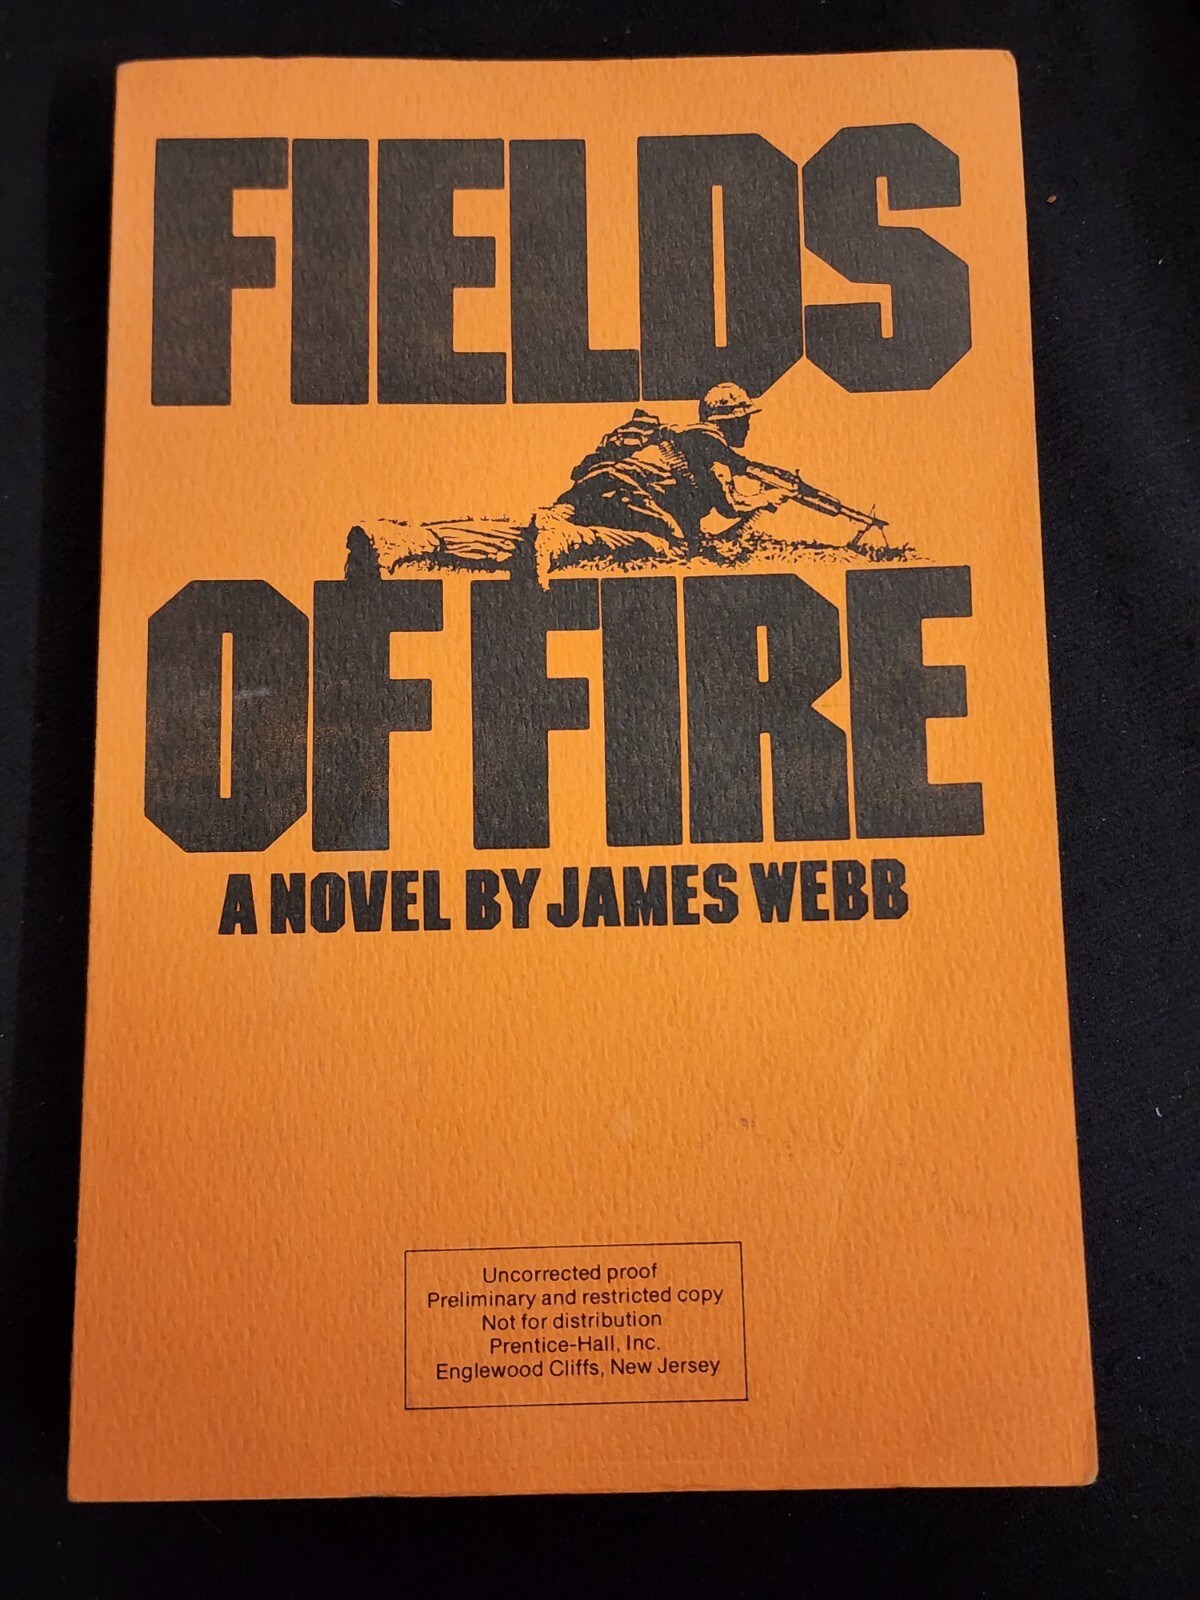 FIELDS
OF FIRE
A NOVEL BY JAMES WEBB
Uncorrected proof
Preliminary and restricted copy
Not for distribution
Prentice-Hall, Inc.
Englewood Cliffs, New Jersey